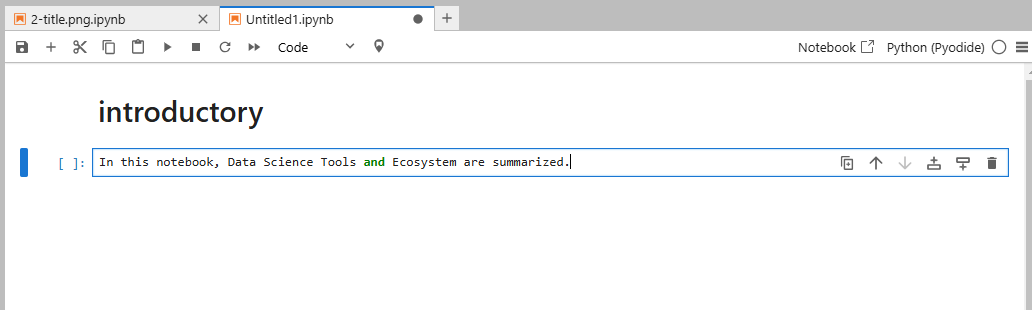 2-title.png.ipynb
Untitled1.ipynb
Code
Notebook
Python (Pyodide)
introductory
[ ]:
In this notebook, Data Science Tools and Ecosystem are summarized.